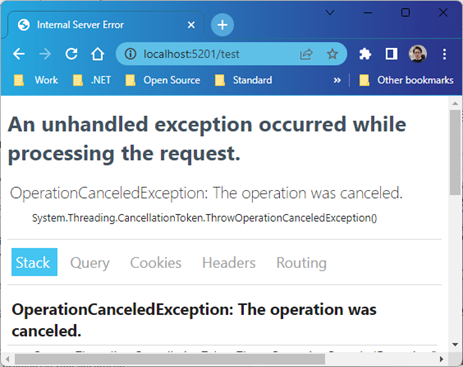 Internal Server Error
localhost:5201/test
Work .NET Open Source Standard » Other bookmarks
An unhandled exception occurred while
processing the request.
OperationCanceledException: The operation was canceled.
System.Threading.CancellationToken.ThrowOperationCanceledException()
Stack Query Cookies Headers Routing
OperationCanceledException: The operation was
canceled.